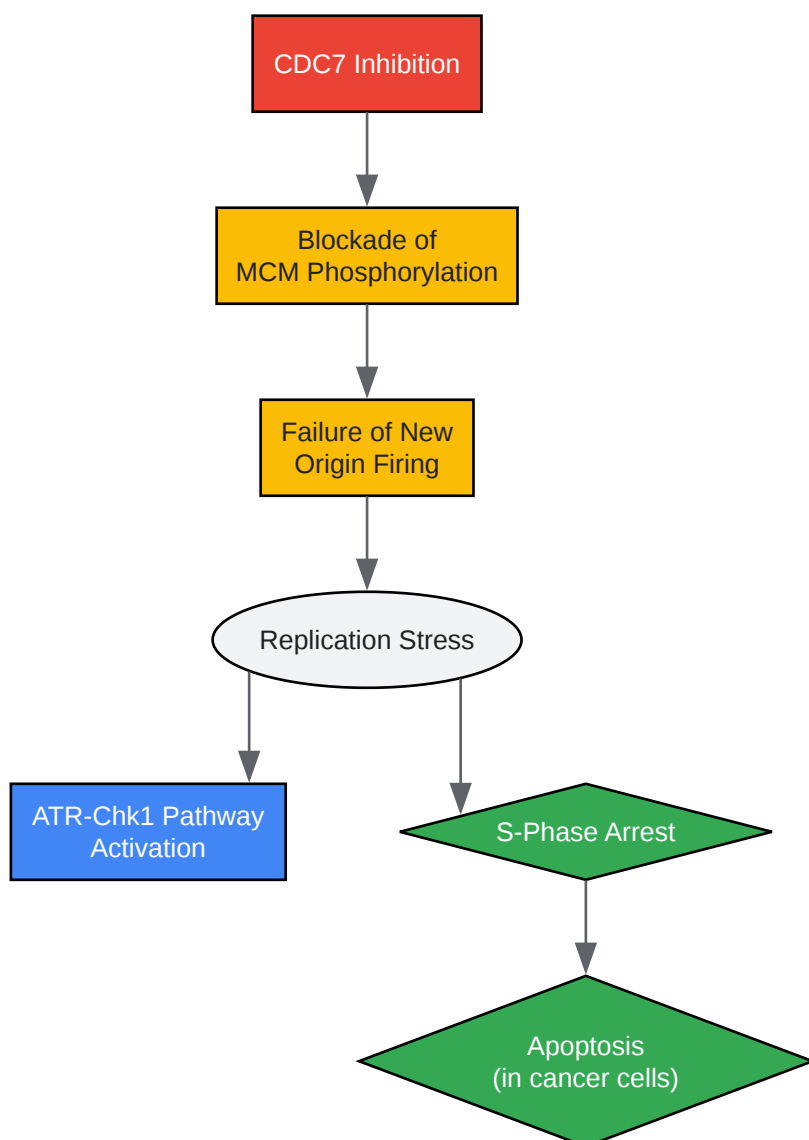 CDC7 Inhibition
Blockade of
MCM Phosphorylation
Failure of New
Origin Firing
Replication Stress
ATR-Chk1 Pathway
Activation
S-Phase Arrest
Apoptosis
(in cancer cells)